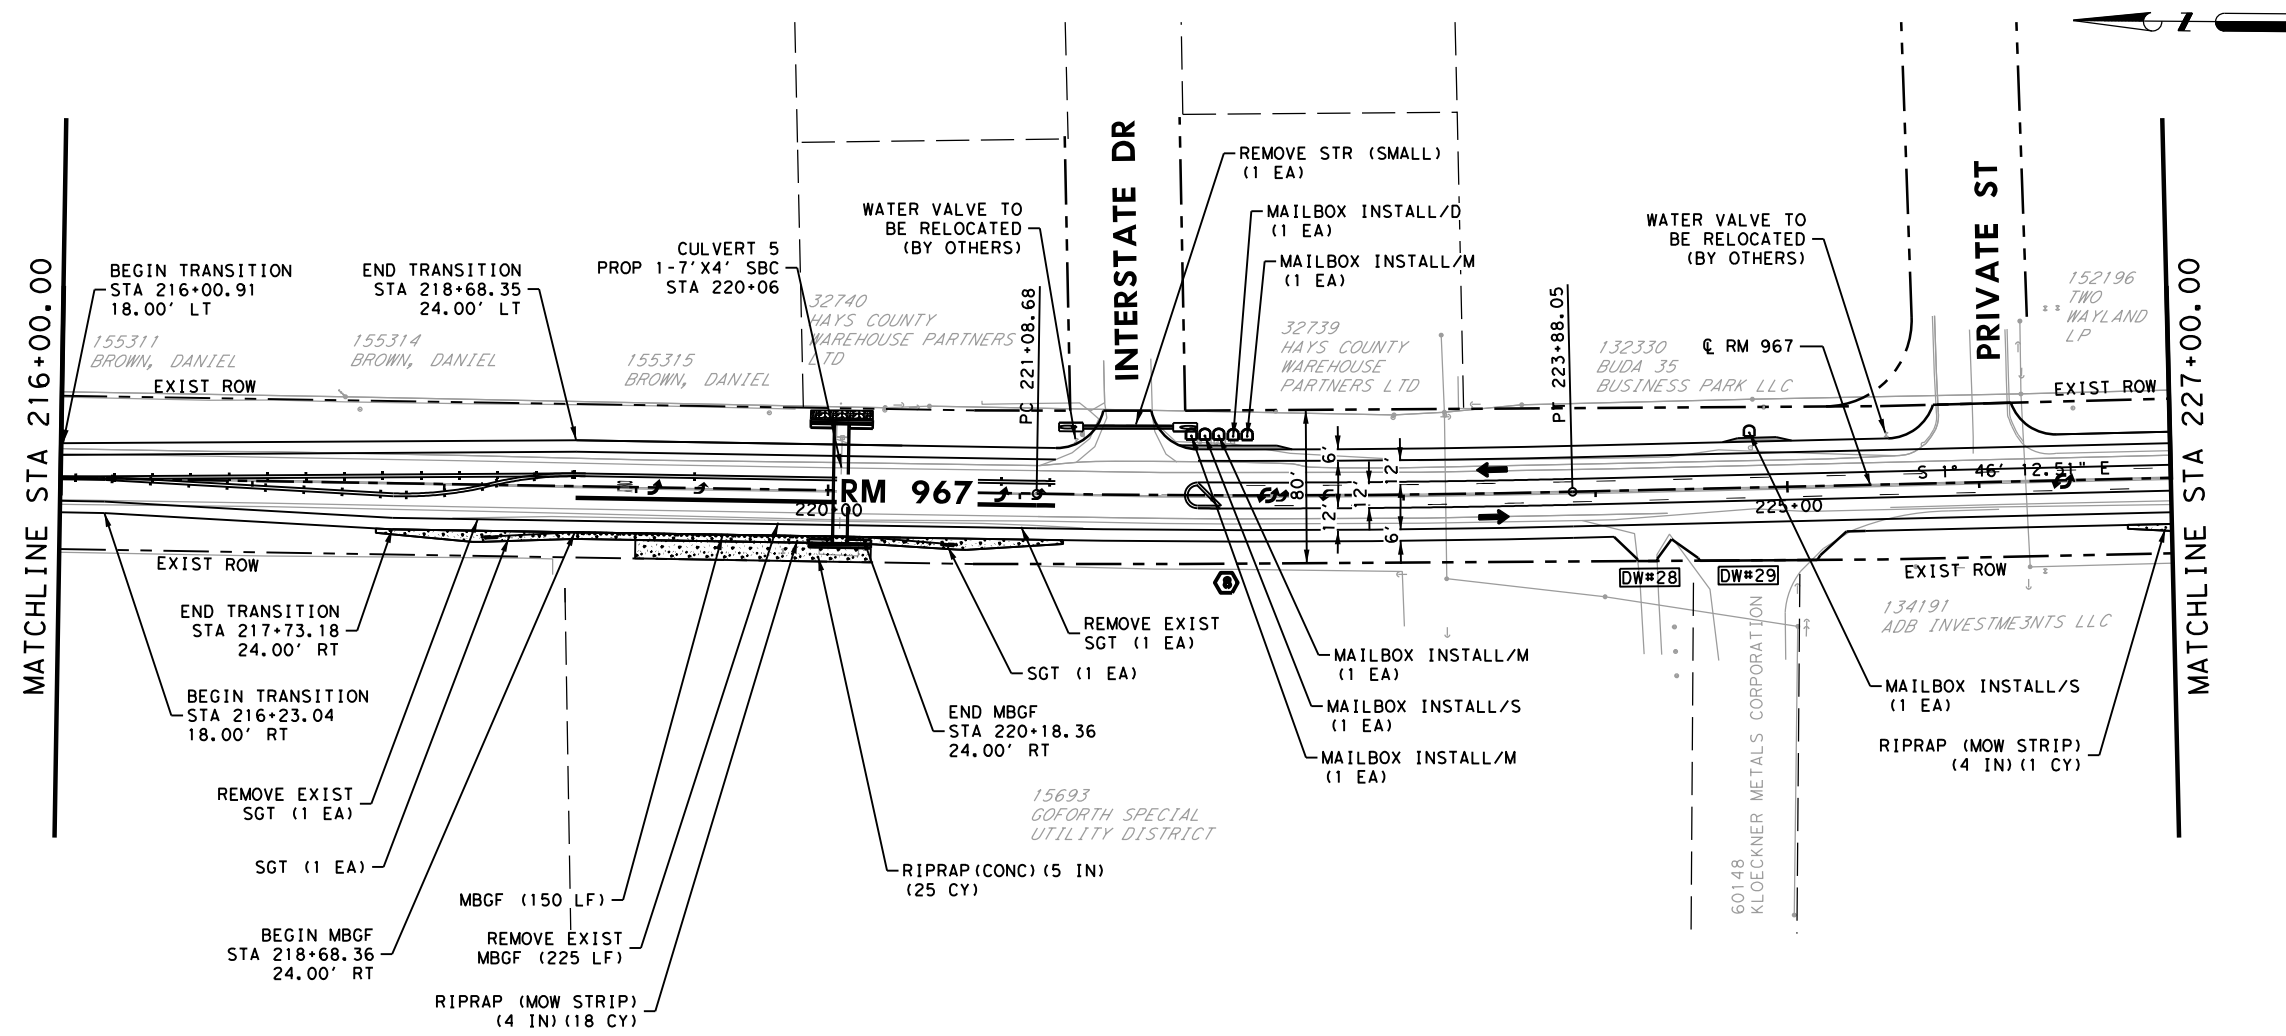 Z
MATCHLINE STA 216+00.00
BEGIN TRANSITION
STA 216+00.91
18.00' LT
END TRANSITION
STA 218+68.35
24.00' LT
CULVERT 5
PROP 1-7'X4' SBC
STA 220+06
WATER VALVE TO
BE RELOCATED
(BY OTHERS)
INTERSTATE DR
REMOVE STR (SMALL)
(1 EA)
MAILBOX INSTALL/D
(1 EA)
MAILBOX INSTALL/M
(1 EA)
WATER VALVE TO
BE RELOCATED
(BY OTHERS)
PRIVATE ST
152196
TWO
WAYLAND
LP
MATCHLINE STA 227+00.00
155311
BROWN, DANIEL
155314
BROWN, DANIEL
155315
BROWN, DANIEL
32740
HAYS COUNTY
WAREHOUSE PARTNERS
LTD
PC 221+08.68
32739
HAYS COUNTY
WAREHOUSE
PARTNERS LTD
PT 223+88.05
132330
BUDA 35
BUSINESS PARK LLC
℄ RM 967
EXIST ROW
EXIST ROW
RM 967
220+00
80'
6'
12'
12'
12'
6'
S 1° 46' 12.51" E
225+00
EXIST ROW
EXIST ROW
8
DW#28
DW#29
END TRANSITION
STA 217+73.18
24.00' RT
BEGIN TRANSITION
STA 216+23.04
18.00' RT
REMOVE EXIST
SGT (1 EA)
SGT (1 EA)
BEGIN MBGF
STA 218+68.36
24.00' RT
MBGF (150 LF)
REMOVE EXIST
MBGF (225 LF)
RIPRAP (MOW STRIP)
(4 IN)(18 CY)
RIPRAP(CONC)(5 IN)
(25 CY)
END MBGF
STA 220+18.36
24.00' RT
SGT (1 EA)
REMOVE EXIST
SGT (1 EA)
15693
GOFORTH SPECIAL
UTILITY DISTRICT
MAILBOX INSTALL/M
(1 EA)
MAILBOX INSTALL/S
(1 EA)
MAILBOX INSTALL/M
(1 EA)
60148
KLOECKNER METALS CORPORATION
134191
ADB INVESTME3NTS LLC
MAILBOX INSTALL/S
(1 EA)
RIPRAP (MOW STRIP)
(4 IN)(1 CY)